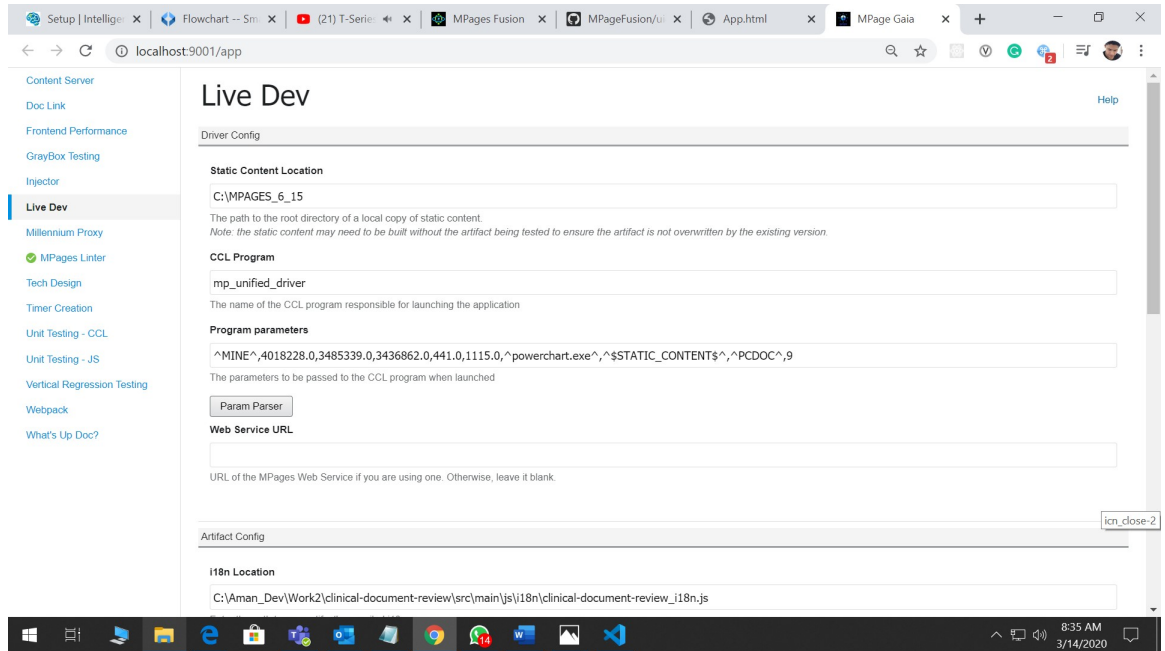 Setup | Intelliger
Flowchart -- Sm
(21) T-Serie
MPages Fusion
MPageFusion/ui
App.html
MPage Gaia
localhost:9001/app
2
Content Server
Doc Link
Frontend Performance
GrayBox Testing
Injector
Live Dev
Millennium Proxy
MPages Linter
Tech Design
Timer Creation
Unit Testing - CCL
Unit Testing - JS
Vertical Regression Testing
Webpack
What's Up Doc?
Live Dev
Help
Driver Config
Static Content Location
C:\MPAGES_6_15
The path to the root directory of a local copy of static content.
Note: the static content may need to be built without the artifact being tested to ensure the artifact is not overwritten by the existing version.
CCL Program
mp_unified_driver
The name of the CCL program responsible for launching the application
Program parameters
^MINE^,4018228.0,3485339.0,3436862.0,441.0,1115.0,^powerchart.exe^,^$STATIC_CONTENT$^,^PCDOC^,9
The parameters to be passed to the CCL program when launched
Param Parser
Web Service URL
URL of the MPages Web Service if you are using one. Otherwise, leave it blank.
icn_close-2
Artifact Config
i18n Location
C:\Aman_Dev\Work2\clinical-document-review\src\main\js\i18n\clinical-document-review_i18n.js
14
8:35 AM
3/14/2020